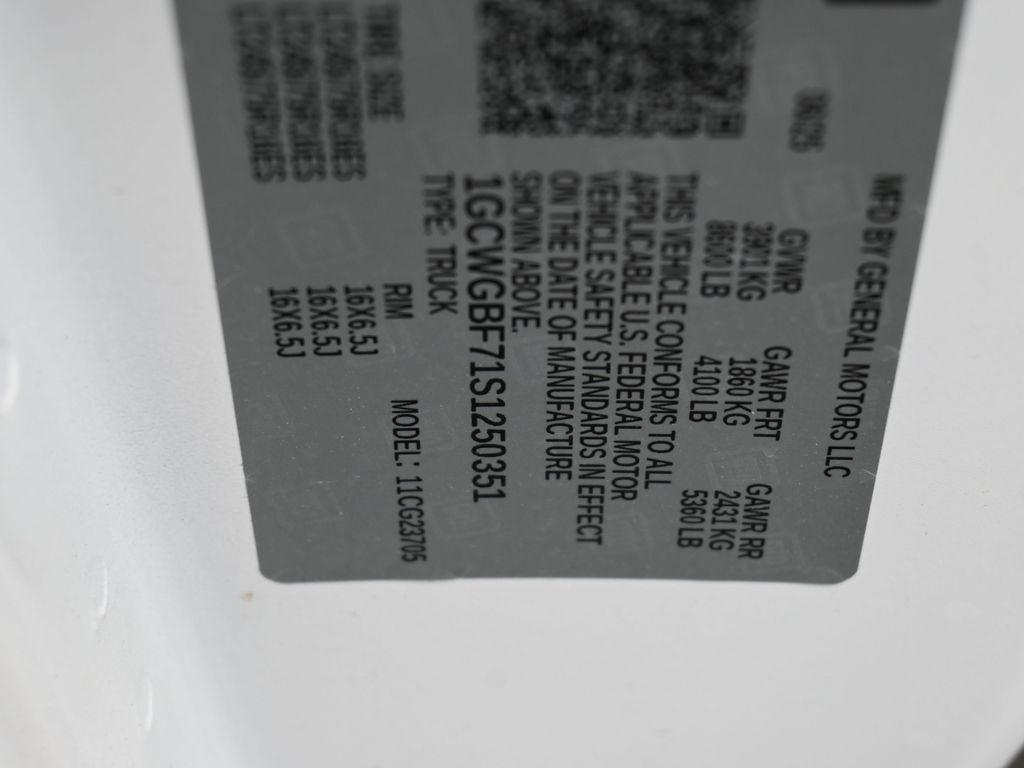 MFD BY GENERAL MOTORS LLC
06/25
GVWR GAWR FRT GAWR RR
3901 KG 1860 KG 2431 KG
8600 LB 4100 LB 5360 LB
THIS VEHICLE CONFORMS TO ALL
APPLICABLE U.S. FEDERAL MOTOR
VEHICLE SAFETY STANDARDS IN EFFECT
ON THE DATE OF MANUFACTURE
SHOWN ABOVE.
1GCWGBF71S1250351
TYPE: TRUCK MODEL: 11CG23705
TIRE SIZE RIM
16X6.5J
16X6.5J
16X6.5J